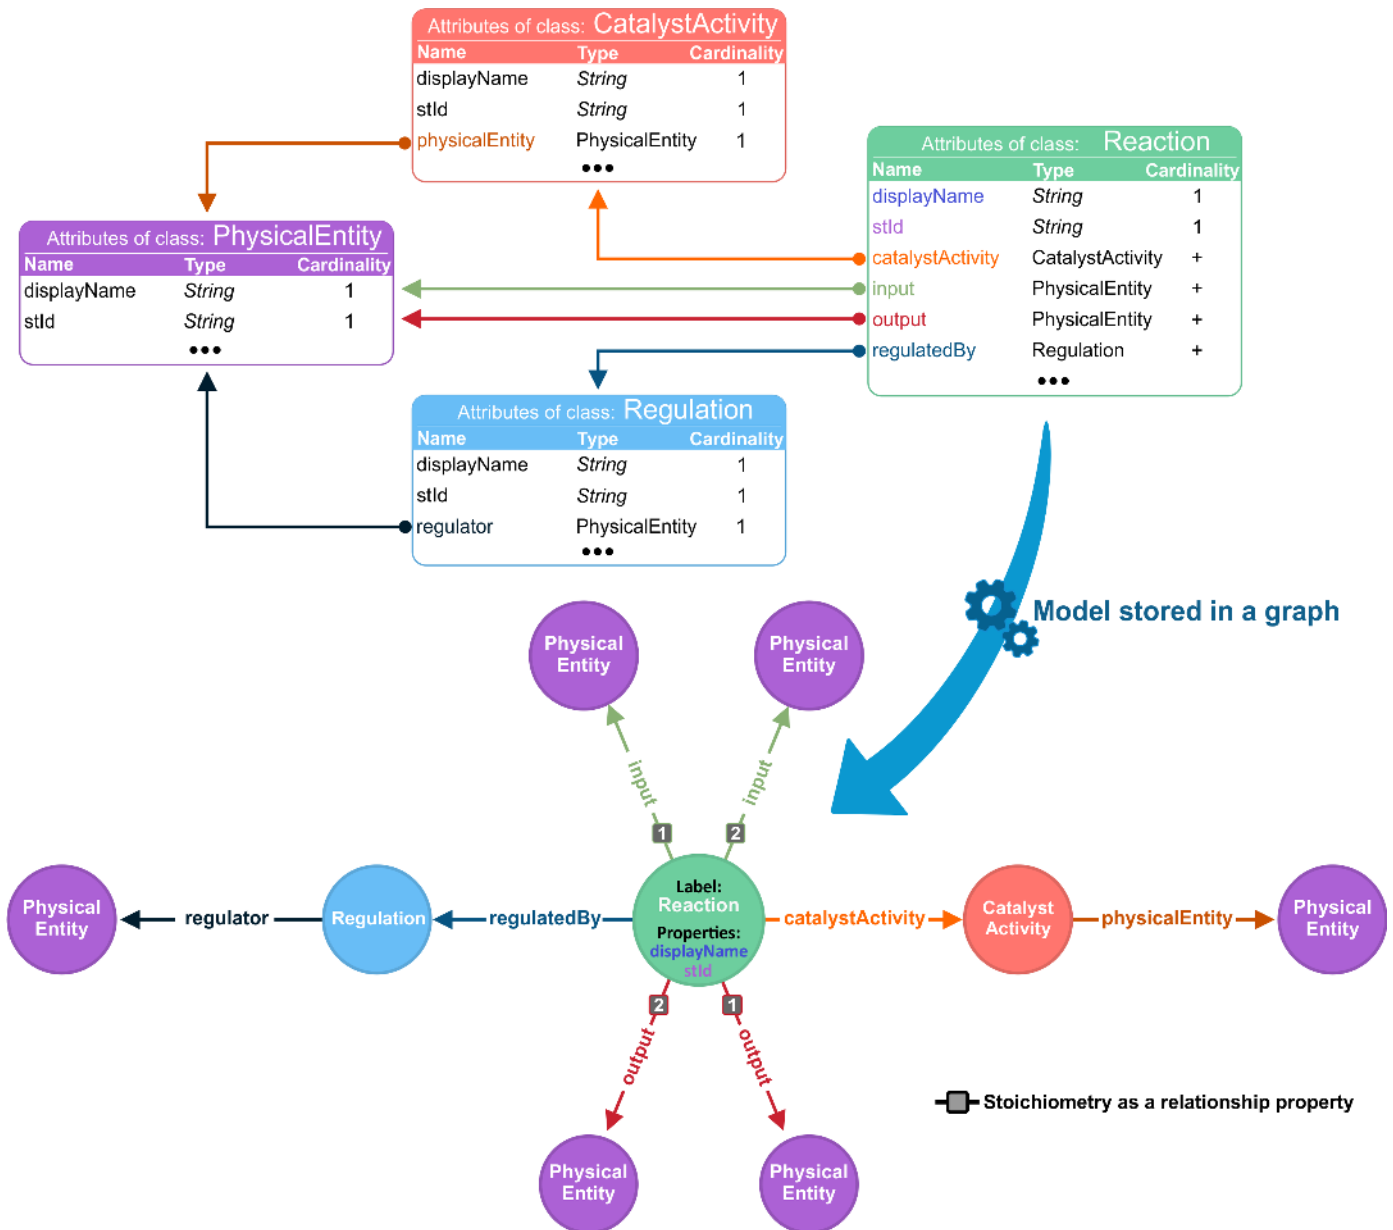 Attributes of class: CatalystActivity
Name Type Cardinality
displayName String 1
stId String 1
physicalEntity PhysicalEntity 1
•••
Attributes of class: Reaction
Name Type Cardinality
displayName String 1
stId String 1
catalystActivity CatalystActivity +
input PhysicalEntity +
output PhysicalEntity +
regulatedBy Regulation +
•••
Attributes of class: PhysicalEntity
Name Type Cardinality
displayName String 1
stId String 1
•••
Attributes of class: Regulation
Name Type Cardinality
displayName String 1
stId String 1
regulator PhysicalEntity 1
•••
Model stored in a graph
Physical
Entity
Physical
Entity
input
input
1
2
Physical
Entity
regulator
Regulation
regulatedBy
Label:
Reaction
Properties:
displayName
stId
catalystActivity
Catalyst
Activity
physicalEntity
Physical
Entity
2
1
output
output
Stoichiometry as a relationship property
Physical
Entity
Physical
Entity